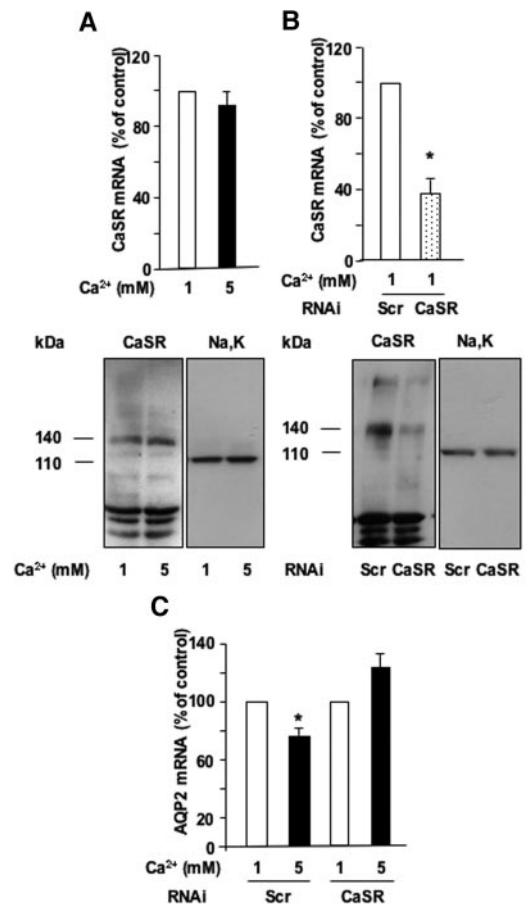 A
B
CaSR mRNA (% of control)
120
80
40
0
Ca²⁺ (mM)
1 5
CaSR mRNA (% of control)
120
80
40
0
*
Ca²⁺ (mM)
1 1
RNAi
Scr CaSR
kDa
CaSR
Na,K
140
110
Ca²⁺ (mM)
1 5 1 5
kDa
CaSR
Na,K
140
110
RNAi
Scr CaSR Scr CaSR
C
AQP2 mRNA (% of control)
140
100
60
20
0
*
Ca²⁺ (mM)
1 5 1 5
RNAi
Scr CaSR